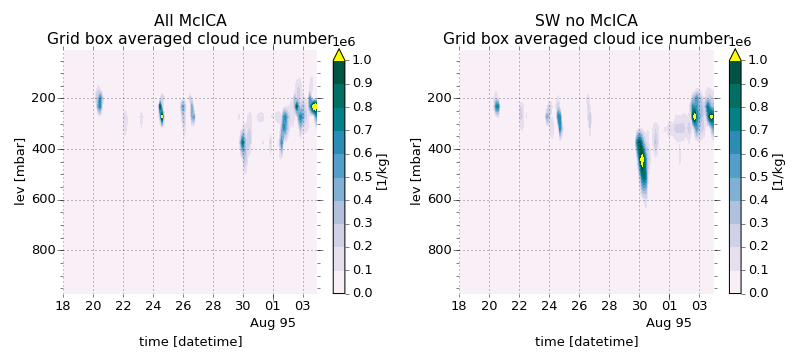 All McICA
Grid box averaged cloud ice number
1e6
1.0
0.9
0.8
0.7
0.6
0.5
0.4
0.3
0.2
0.1
0.0
[1/kg]
lev [mbar]
200
400
600
800
18 20 22 24 26 28 30 01 03
Aug 95
time [datetime]
SW no McICA
Grid box averaged cloud ice number
1e6
1.0
0.9
0.8
0.7
0.6
0.5
0.4
0.3
0.2
0.1
0.0
[1/kg]
lev [mbar]
200
400
600
800
18 20 22 24 26 28 30 01 03
Aug 95
time [datetime]